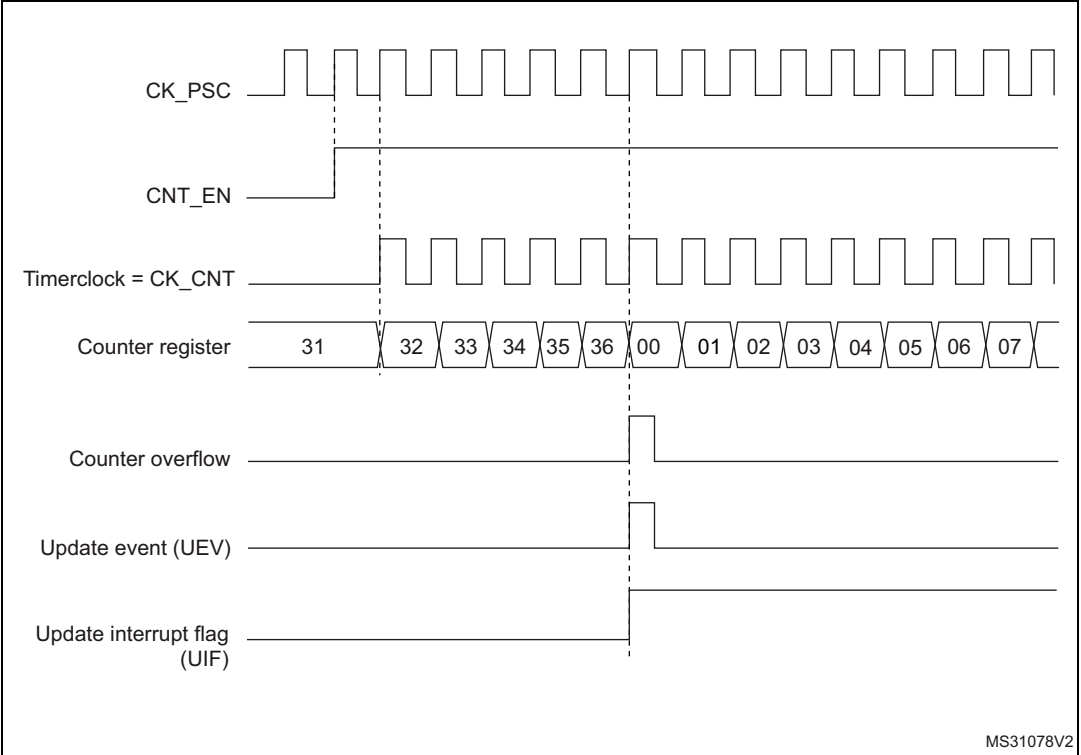 CK_PSC
CNT_EN
Timerclock = CK_CNT
Counter register 31 32 33 34 35 36 00 01 02 03 04 05 06 07
Counter overflow
Update event (UEV)
Update interrupt flag
(UIF)
MS31078V2